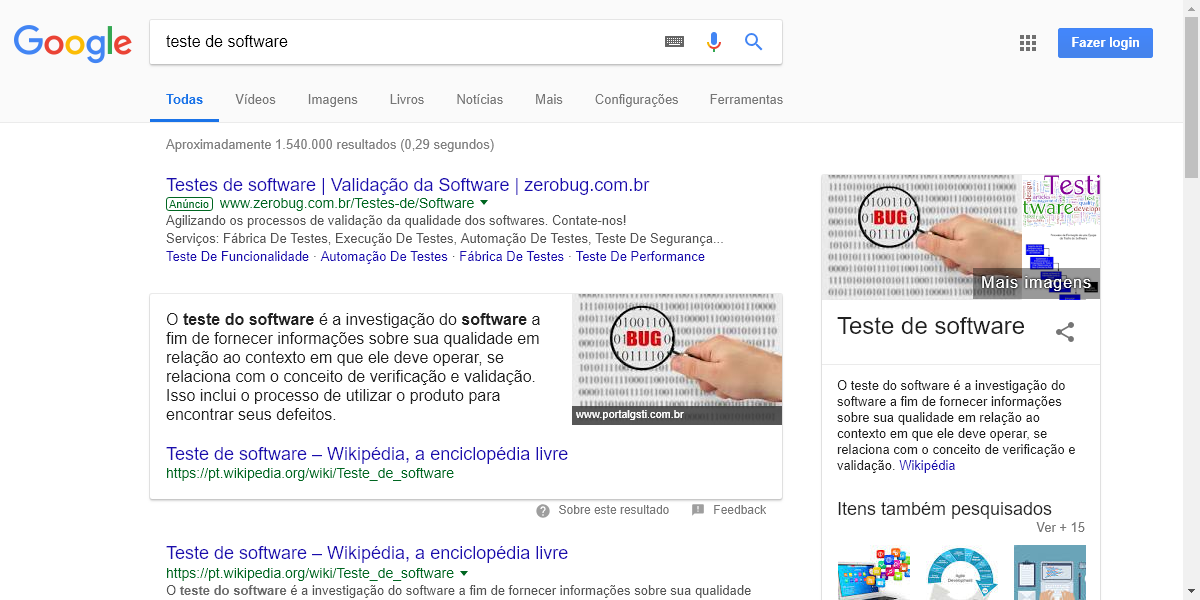 Google
teste de software
Fazer login
Todas
Vídeos
Imagens
Livros
Notícias
Mais
Configurações
Ferramentas
Aproximadamente 1.540.000 resultados (0,29 segundos)
Testes de software | Validação da Software | zerobug.com.br
Anúncio www.zerobug.com.br/Testes-de/Software
Agilizando os processos de validação da qualidade dos softwares. Contate-nos!
Serviços: Fábrica De Testes, Execução De Testes, Automação De Testes, Teste De Segurança...
Teste De Funcionalidade · Automação De Testes · Fábrica De Testes · Teste De Performance
O teste do software é a investigação do software a
fim de fornecer informações sobre sua qualidade em
relação ao contexto em que ele deve operar, se
relaciona com o conceito de verificação e validação.
Isso inclui o processo de utilizar o produto para
encontrar seus defeitos.
BUG
www.portalgsti.com.br
Teste de software – Wikipédia, a enciclopédia livre
https://pt.wikipedia.org/wiki/Teste_de_software
Sobre este resultado
Feedback
Teste de software – Wikipédia, a enciclopédia livre
https://pt.wikipedia.org/wiki/Teste_de_software
O teste do software é a investigação do software a fim de fornecer informações sobre sua qualidade
BUG
Testi
tware
Mais imagens
Teste de software
O teste do software é a investigação do
software a fim de fornecer informações
sobre sua qualidade em relação ao
contexto em que ele deve operar, se
relaciona com o conceito de verificação e
validação. Wikipédia
Itens também pesquisados
Ver + 15